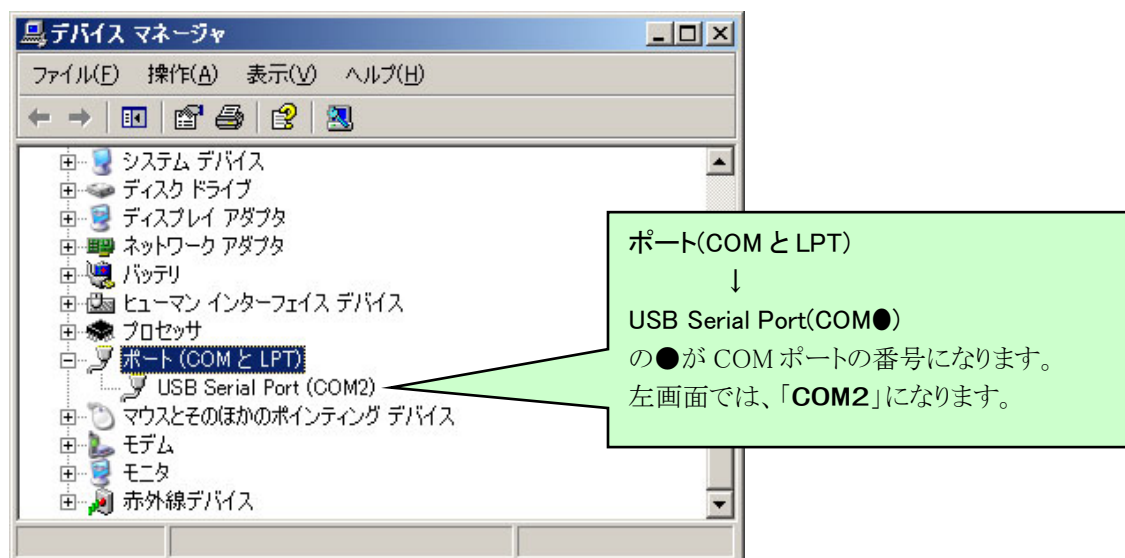 デバイス マネージャ
ファイル(F) 操作(A) 表示(V) ヘルプ(H)
システム デバイス
ディスク ドライブ
ディスプレイ アダプタ
ネットワーク アダプタ
バッテリ
ヒューマン インターフェイス デバイス
プロセッサ
ポート (COM と LPT)
USB Serial Port (COM2)
マウスとそのほかのポインティング デバイス
モデム
モニタ
赤外線デバイス
ポート(COM と LPT)
↓
USB Serial Port(COM●)
の●が COM ポートの番号になります。
左画面では、「COM2」になります。